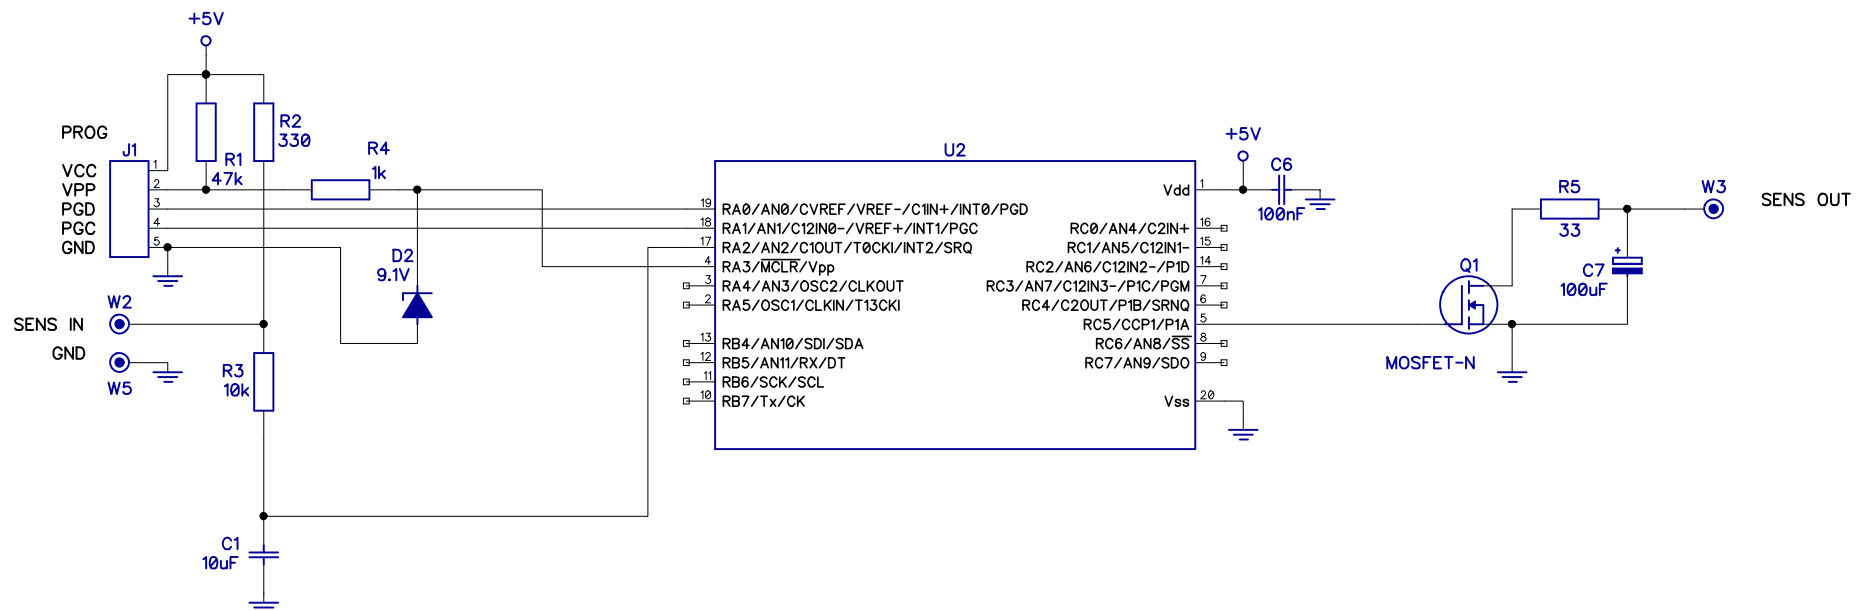 +5V
PROG
J1
VCC
VPP
PGD
PGC
GND
1
2
3
4
5
R1
47k
R2
330
R4
1k
D2
9.1V
W2
SENS IN
GND
W5
R3
10k
C1
10uF
U2
19 RA0/AN0/CVREF/VREF-/C1IN+/INT0/PGD
18 RA1/AN1/C12IN0-/VREF+/INT1/PGC
17 RA2/AN2/C1OUT/T0CKI/INT2/SRQ
4 RA3/MCLR/Vpp
3 RA4/AN3/OSC2/CLKOUT
2 RA5/OSC1/CLKIN/T13CKI
13 RB4/AN10/SDI/SDA
12 RB5/AN11/RX/DT
11 RB6/SCK/SCL
10 RB7/Tx/CK
Vdd 1
RC0/AN4/C2IN+ 16
RC1/AN5/C12IN1- 15
RC2/AN6/C12IN2-/P1D 14
RC3/AN7/C12IN3-/P1C/PGM 7
RC4/C2OUT/P1B/SRNQ 6
RC5/CCP1/P1A 5
RC6/AN8/SS 8
RC7/AN9/SDO 9
Vss 20
+5V
C6
100nF
Q1
MOSFET-N
R5
33
+
C7
100uF
W3
SENS OUT